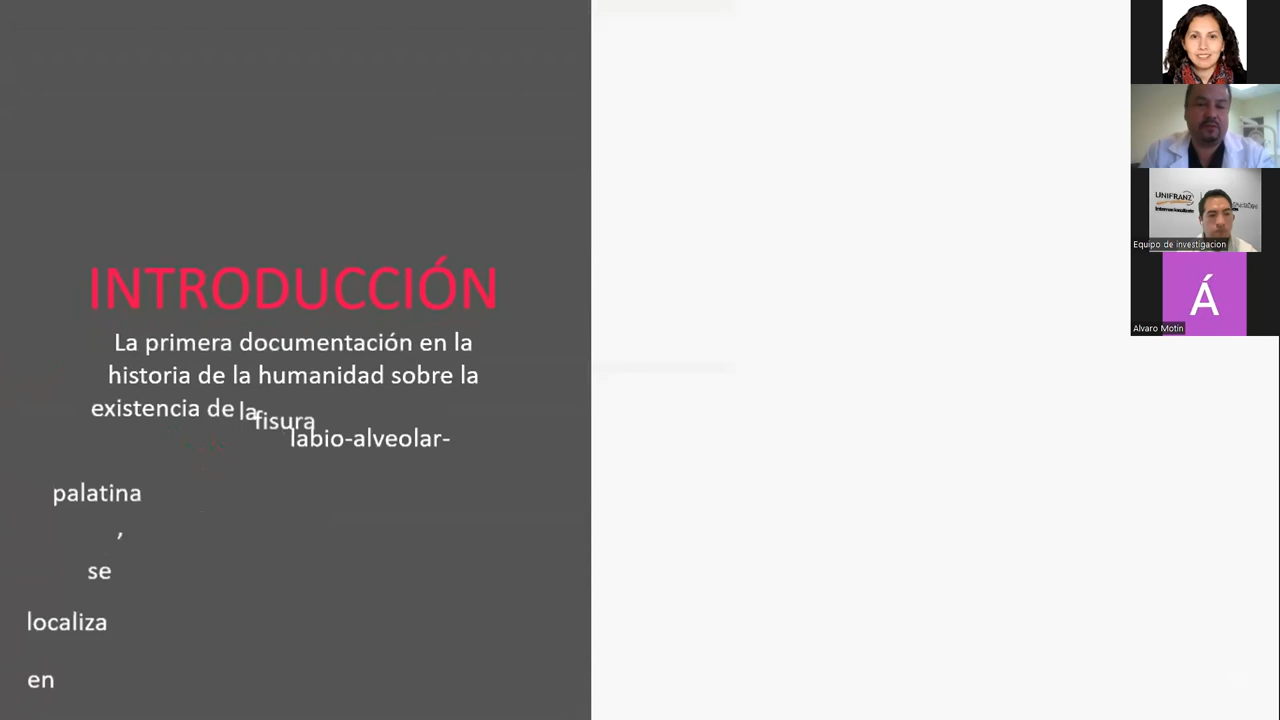 INTRODUCCIÓN
La primera documentación en la
historia de la humanidad sobre la
existencia de la
fisura
labio-alveolar-
palatina
,
se
localiza
en
UNIFRANZ
Equipo de investigacion
Á
Alvaro Motin